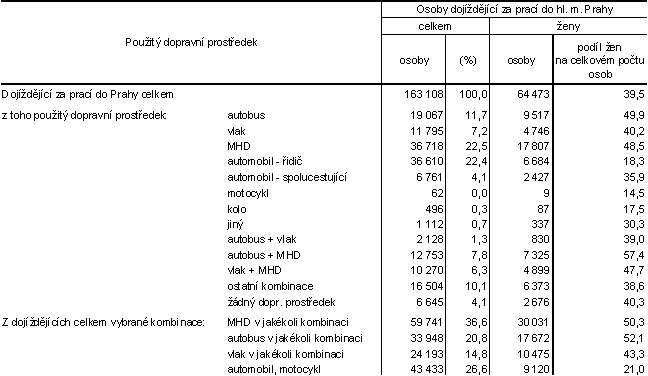 Použitý dopravní prostředek
Osoby dojíždějící za prací do hl. m. Prahy
celkem ženy
osoby (%) osoby podíl žen na celkovém počtu osob
Dojíždějící za prací do Prahy celkem 163 108 100,0 64 473 39,5
z toho použitý dopravní prostředek: autobus 19 067 11,7 9 517 49,9
vlak 11 795 7,2 4 746 40,2
MHD 36 718 22,5 17 807 48,5
automobil - řidič 36 610 22,4 6 684 18,3
automobil - spolucestující 6 761 4,1 2 427 35,9
motocykl 62 0,0 9 14,5
kolo 496 0,3 87 17,5
jiný 1 112 0,7 337 30,3
autobus + vlak 2 128 1,3 830 39,0
autobus + MHD 12 753 7,8 7 325 57,4
vlak + MHD 10 270 6,3 4 899 47,7
ostatní kombinace 16 504 10,1 6 373 38,6
žádný dopr. prostředek 6 645 4,1 2 676 40,3
Z dojíždějících celkem vybrané kombinace: MHD v jakékoli kombinaci 59 741 36,6 30 031 50,3
autobus v jakékoli kombinaci 33 948 20,8 17 672 52,1
vlak v jakékoli kombinaci 24 193 14,8 10 475 43,3
automobil, motocykl 43 433 26,6 9 120 21,0